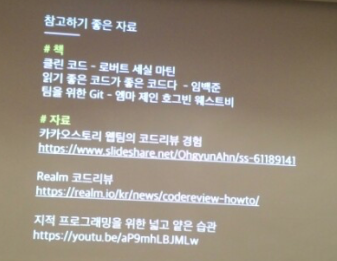 참고하기 좋은 자료
# 책
클린 코드 - 로버트 세실 마틴
읽기 좋은 코드가 좋은 코드다 - 임백준
팀을 위한 Git - 엠마 제인 호그빈 웨스트비
# 자료
카카오스토리 웹팀의 코드리뷰 경험
https://www.slideshare.net/OhgyunAhn/ss-61189141
Realm 코드리뷰
https://realm.io/kr/news/codereview-howto/
지적 프로그래밍을 위한 넓고 얕은 습관
https://youtu.be/aP9mhLBJMLw